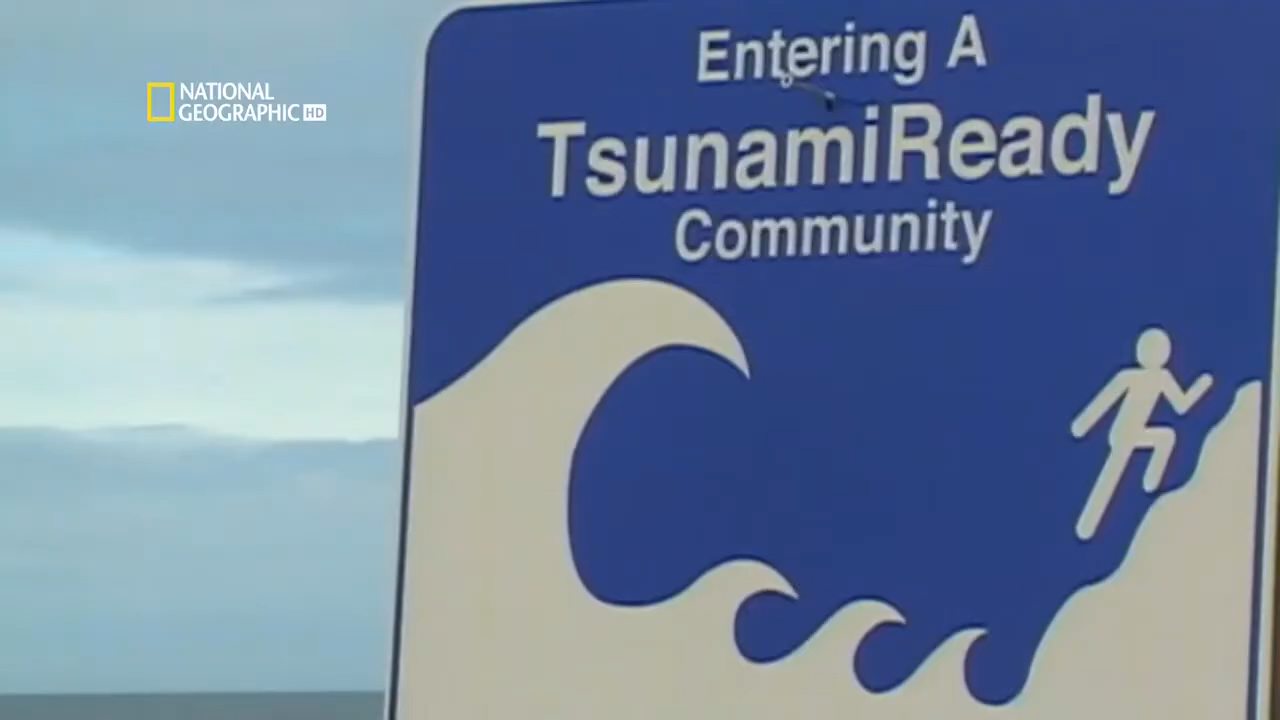 NATIONAL
GEOGRAPHIC HD
Entering A
TsunamiReady
Community